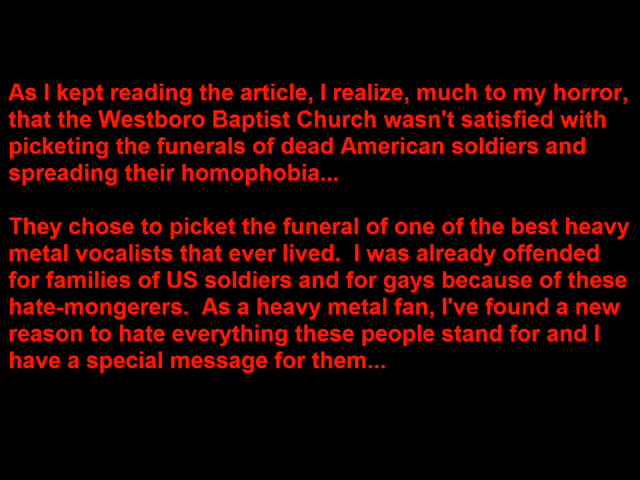 As I kept reading the article, I realize, much to my horror,
that the Westboro Baptist Church wasn't satisfied with
picketing the funerals of dead American soldiers and
spreading their homophobia...
They chose to picket the funeral of one of the best heavy
metal vocalists that ever lived.  I was already offended
for families of US soldiers and for gays because of these
hate-mongerers.  As a heavy metal fan, I've found a new
reason to hate everything these people stand for and I
have a special message for them...